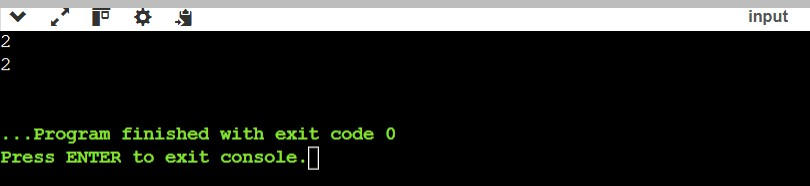 input
2
2
...Program finished with exit code 0
Press ENTER to exit console.